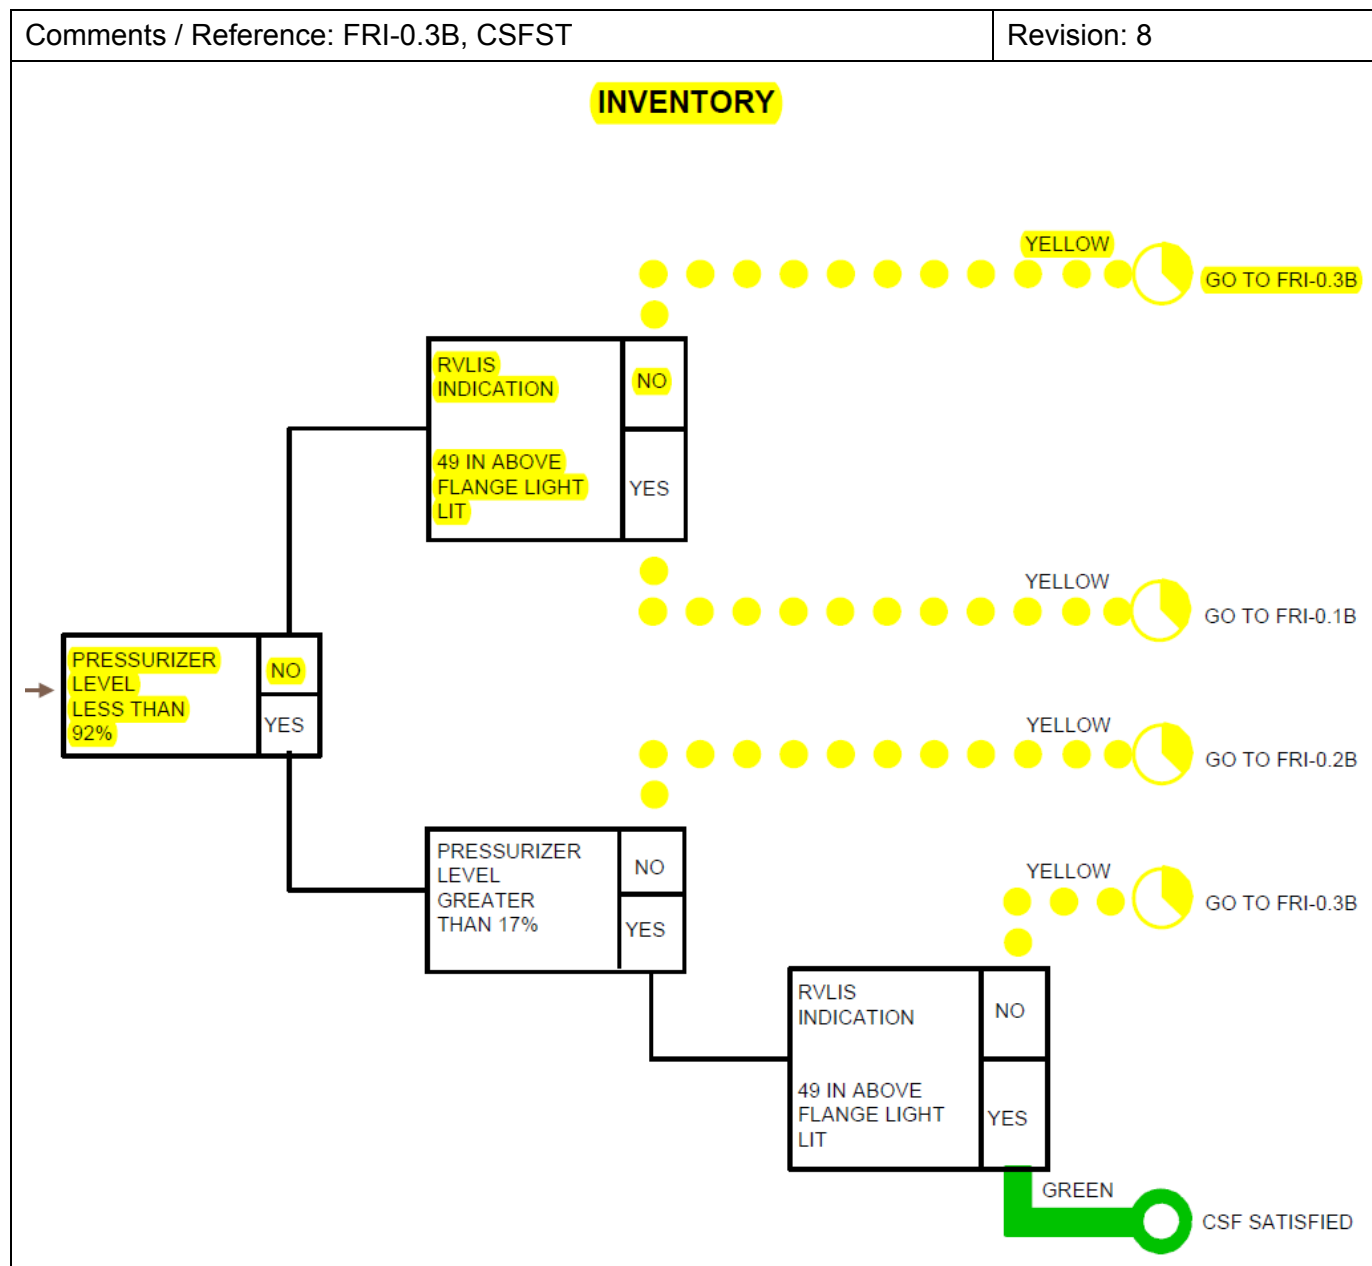 Comments / Reference: FRI-0.3B, CSFST
Revision: 8
INVENTORY
YELLOW
GO TO FRI-0.3B
RVLIS
INDICATION
49 IN ABOVE
FLANGE LIGHT
LIT
NO
YES
YELLOW
GO TO FRI-0.1B
PRESSURIZER
LEVEL
LESS THAN
92%
NO
YES
YELLOW
GO TO FRI-0.2B
PRESSURIZER
LEVEL
GREATER
THAN 17%
NO
YES
YELLOW
GO TO FRI-0.3B
RVLIS
INDICATION
49 IN ABOVE
FLANGE LIGHT
LIT
NO
YES
GREEN
CSF SATISFIED